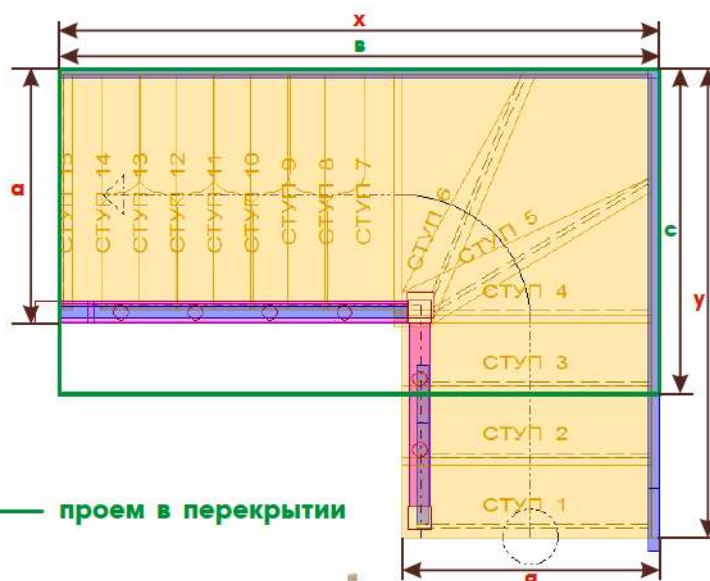 x
в
a
СТУП 15
СТУП 14
СТУП 13
СТУП 12
СТУП 11
СТУП 10
СТУП 9
СТУП 8
СТУП 7
СТУП 6
СТУП 5
СТУП 4
СТУП 3
СТУП 2
СТУП 1
c
y
проем в перекрытии
a